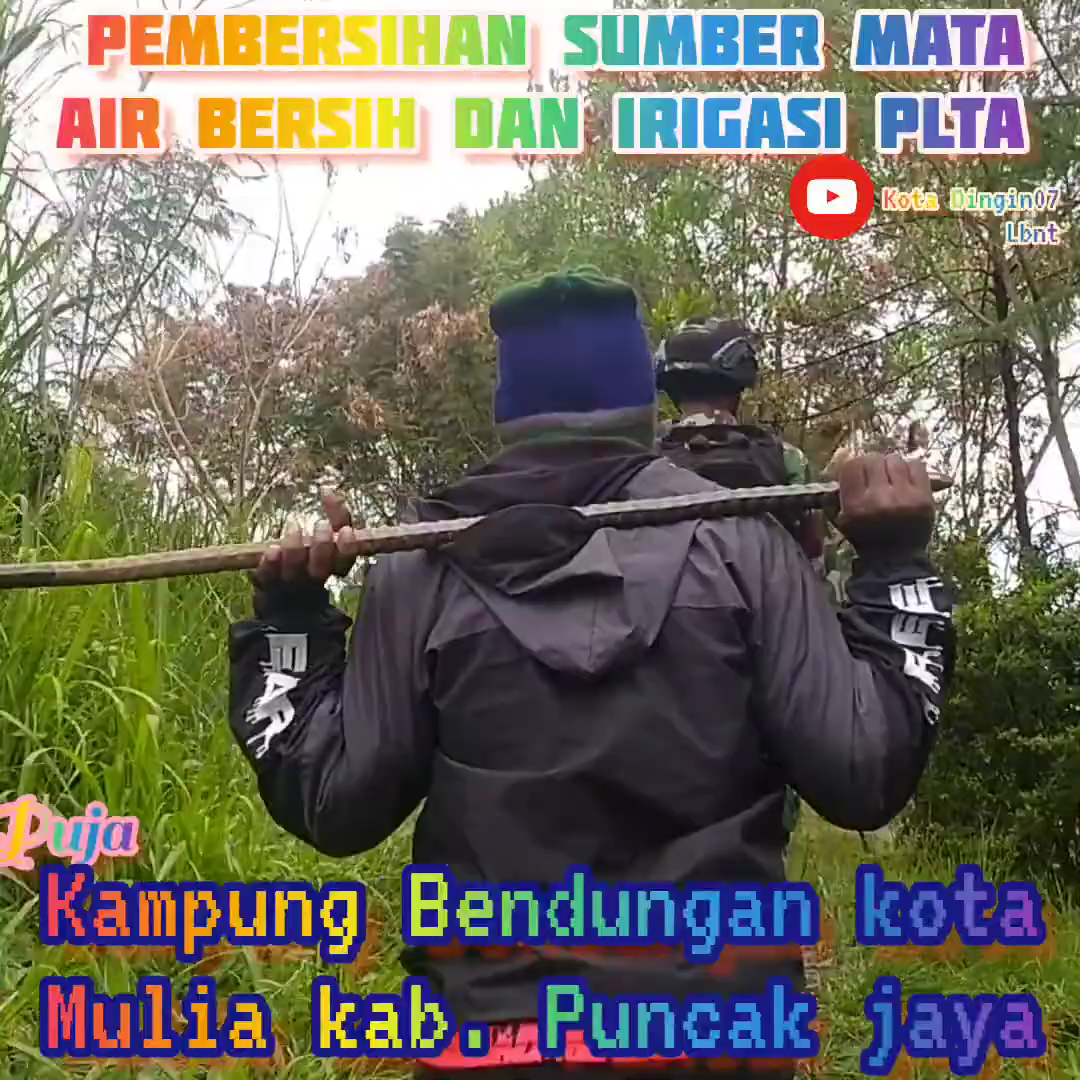 PEMBERSIHAN SUMBER MATA
AIR BERSIH DAN IRIGASI PLTA
Kota Dingin07
Lbnt
Puja
Kampung Bendungan kota
Mulia kab. Puncak jaya